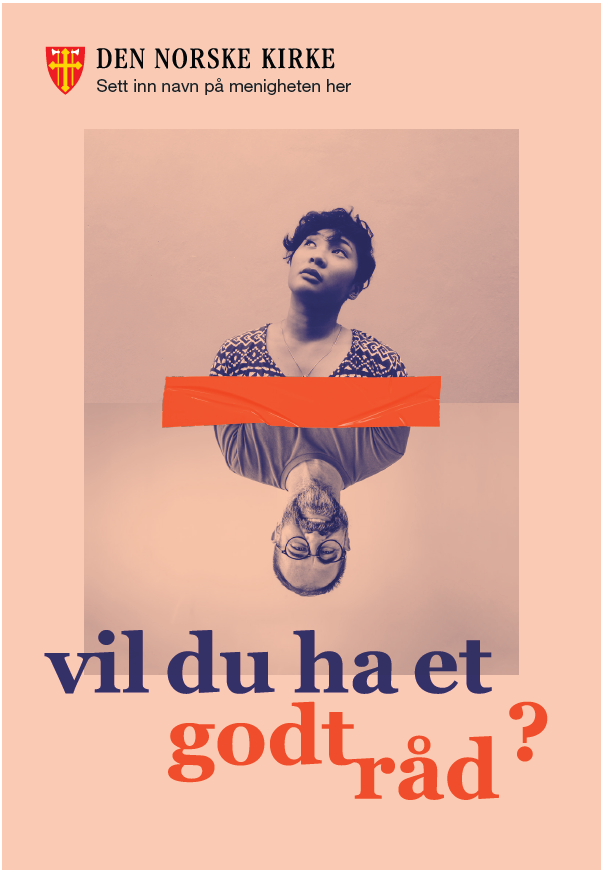 DEN NORSKE KIRKE
Sett inn navn på menigheten her
vil du ha et
godt råd?